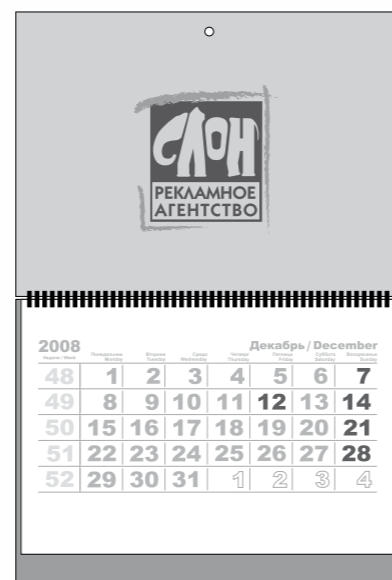 СЛОН
РЕКЛАМНОЕ
АГЕНТСТВО
2008 Декабрь / December
Неделя / Week Понедельник Вторник Среда Четверг Пятница Суббота Воскресенье
Monday Tuesday Wednesday Thursday Friday Saturday Sunday
48 1 2 3 4 5 6 7
49 8 9 10 11 12 13 14
50 15 16 17 18 19 20 21
51 22 23 24 25 26 27 28
52 29 30 31 1 2 3 4